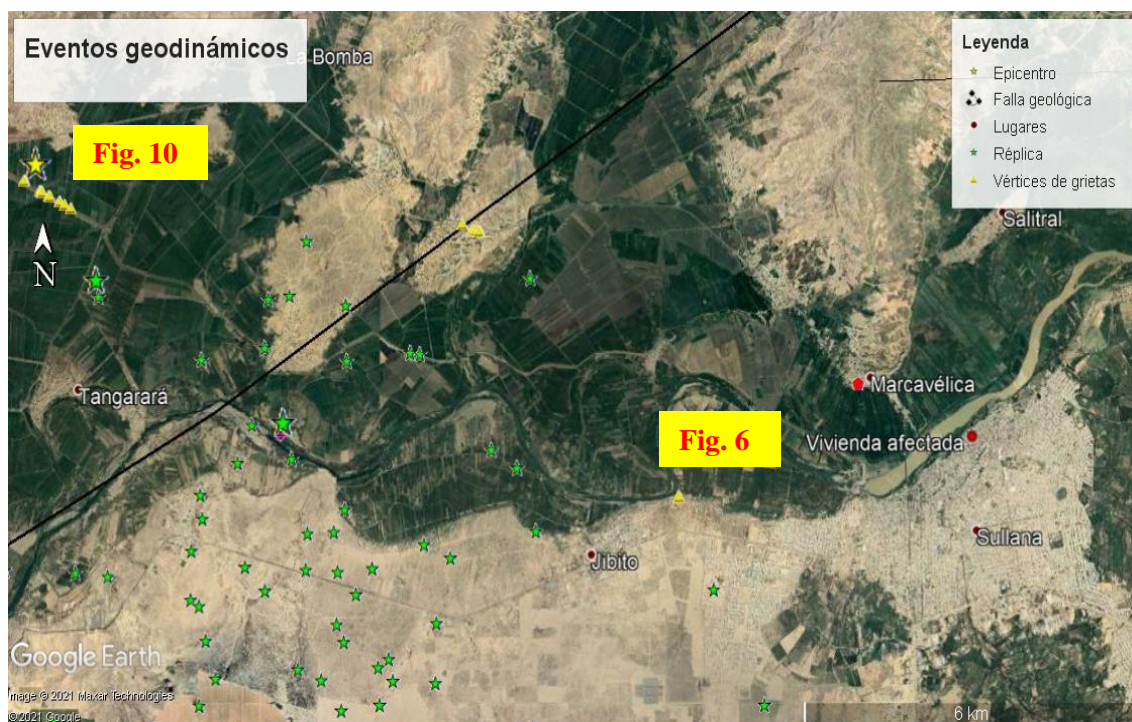 Eventos geodinámicos
La Bomba
Leyenda
Epicentro
Falla geológica
Lugares
Réplica
Vértices de grietas
Fig. 10
Salitral
N
Tangarará
Marcavélica
Fig. 6
Vivienda afectada
Sullana
Jibito
Google Earth
Image © 2021 Maxar Technologies
© 2021 Google
6 km